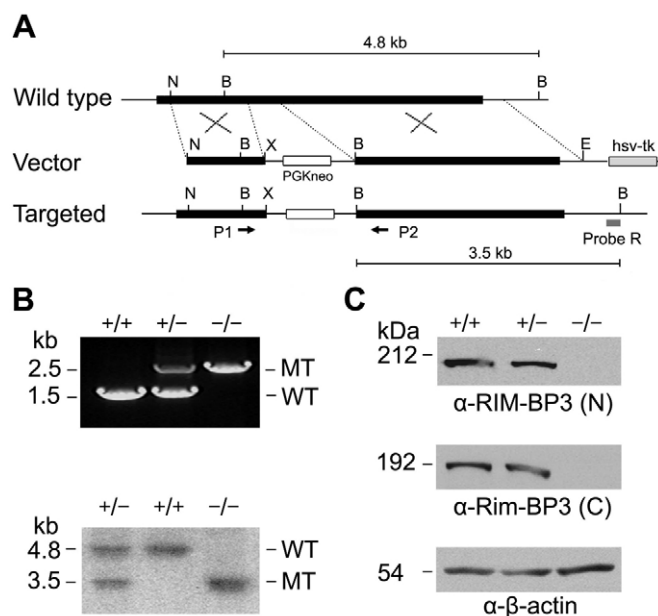 A
4.8 kb
N B B
Wild type
N B X B E hsv-tk
Vector
PGKneo
N B X B B
Targeted
P1 P2
Probe R
3.5 kb
B
+/+ +/− −/−
kb
2.5 MT
1.5 WT
+/− +/+ −/−
kb
4.8 WT
3.5 MT
C
+/+ +/− −/−
kDa
212
α-RIM-BP3 (N)
192
α-Rim-BP3 (C)
54
α-β-actin